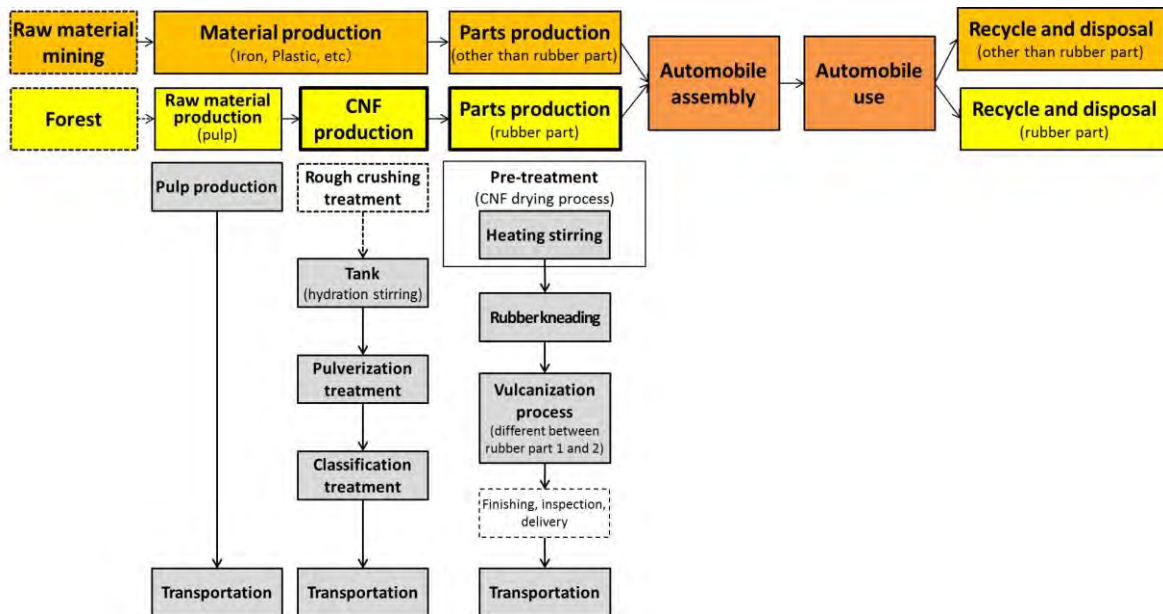 Raw material
mining
Material production
（Iron, Plastic, etc）
Parts production
(other than rubber part)
Automobile
assembly
Automobile
use
Recycle and disposal
(other than rubber part)
Forest
Raw material
production
(pulp)
CNF
production
Parts production
(rubber part)
Recycle and disposal
(rubber part)
Pulp production
Transportation
Rough crushing
treatment
Tank
(hydration stirring)
Pulverization
treatment
Classification
treatment
Transportation
Pre-treatment
(CNF drying process)
Heating stirring
Rubber kneading
Vulcanization
process
(different between
rubber part 1 and 2)
Finishing, inspection,
delivery
Transportation